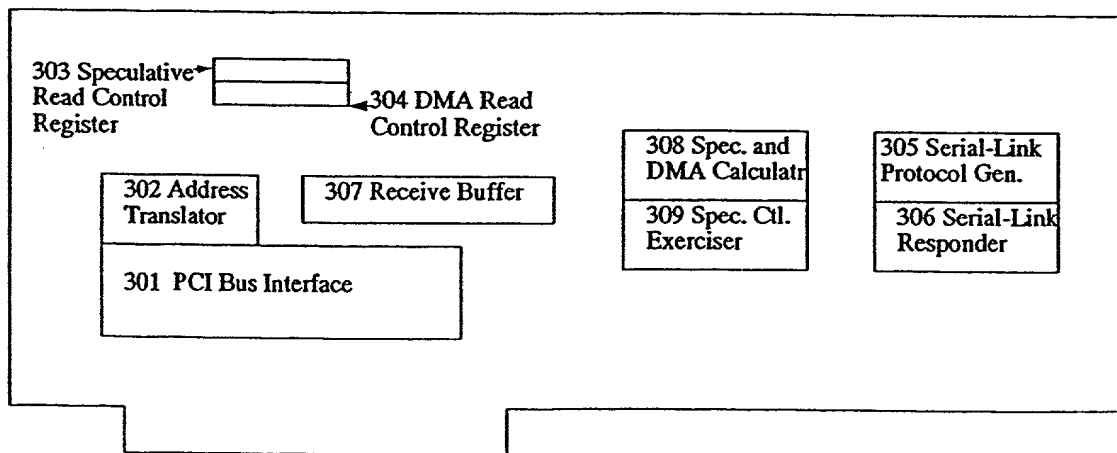 303 Speculative
Read Control
Register
304 DMA Read
Control Register
308 Spec. and
DMA Calculatr
309 Spec. Ctl.
Exerciser
305 Serial-Link
Protocol Gen.
306 Serial-Link
Responder
302 Address
Translator
307 Receive Buffer
301 PCI Bus Interface